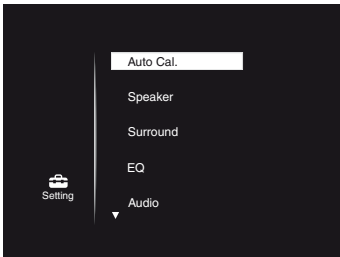 Auto Cal.
Speaker
Surround
EQ
Setting
Audio